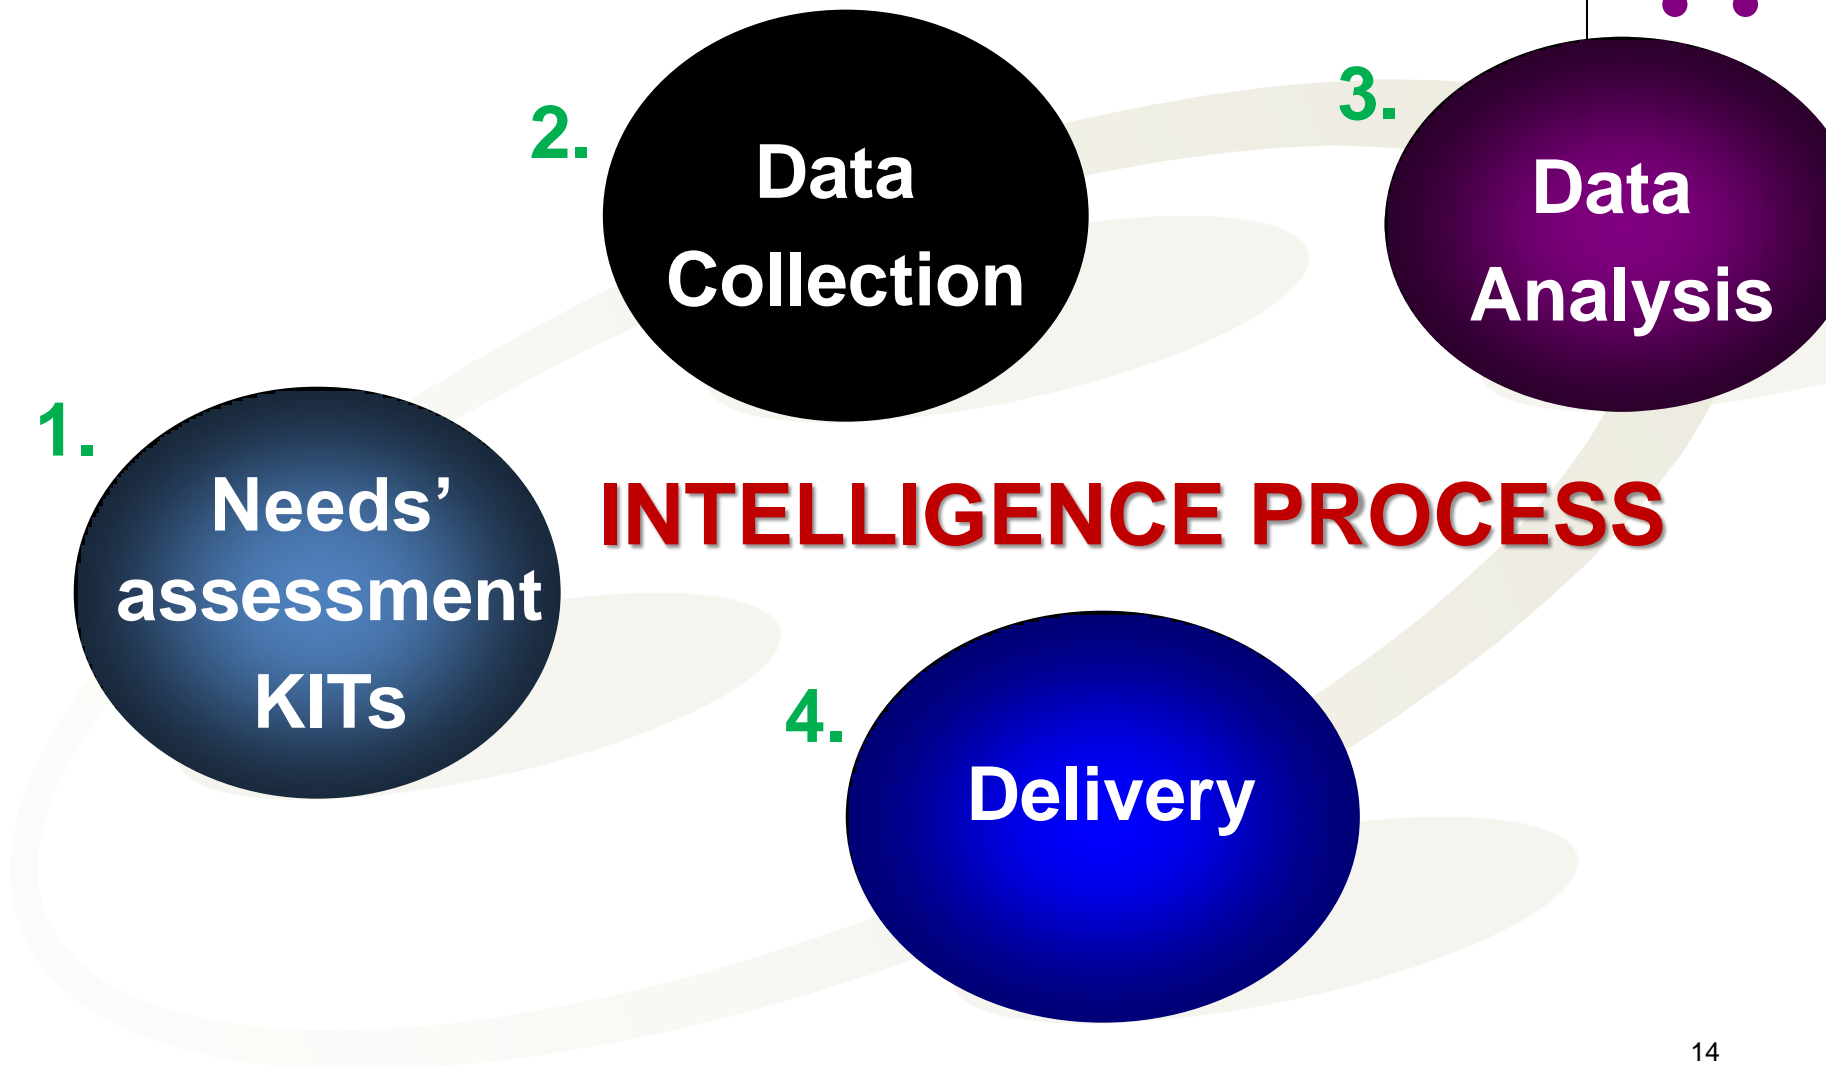 1.
Needs’
assessment
KITs
2.
Data
Collection
3.
Data
Analysis
INTELLIGENCE PROCESS
4.
Delivery
14